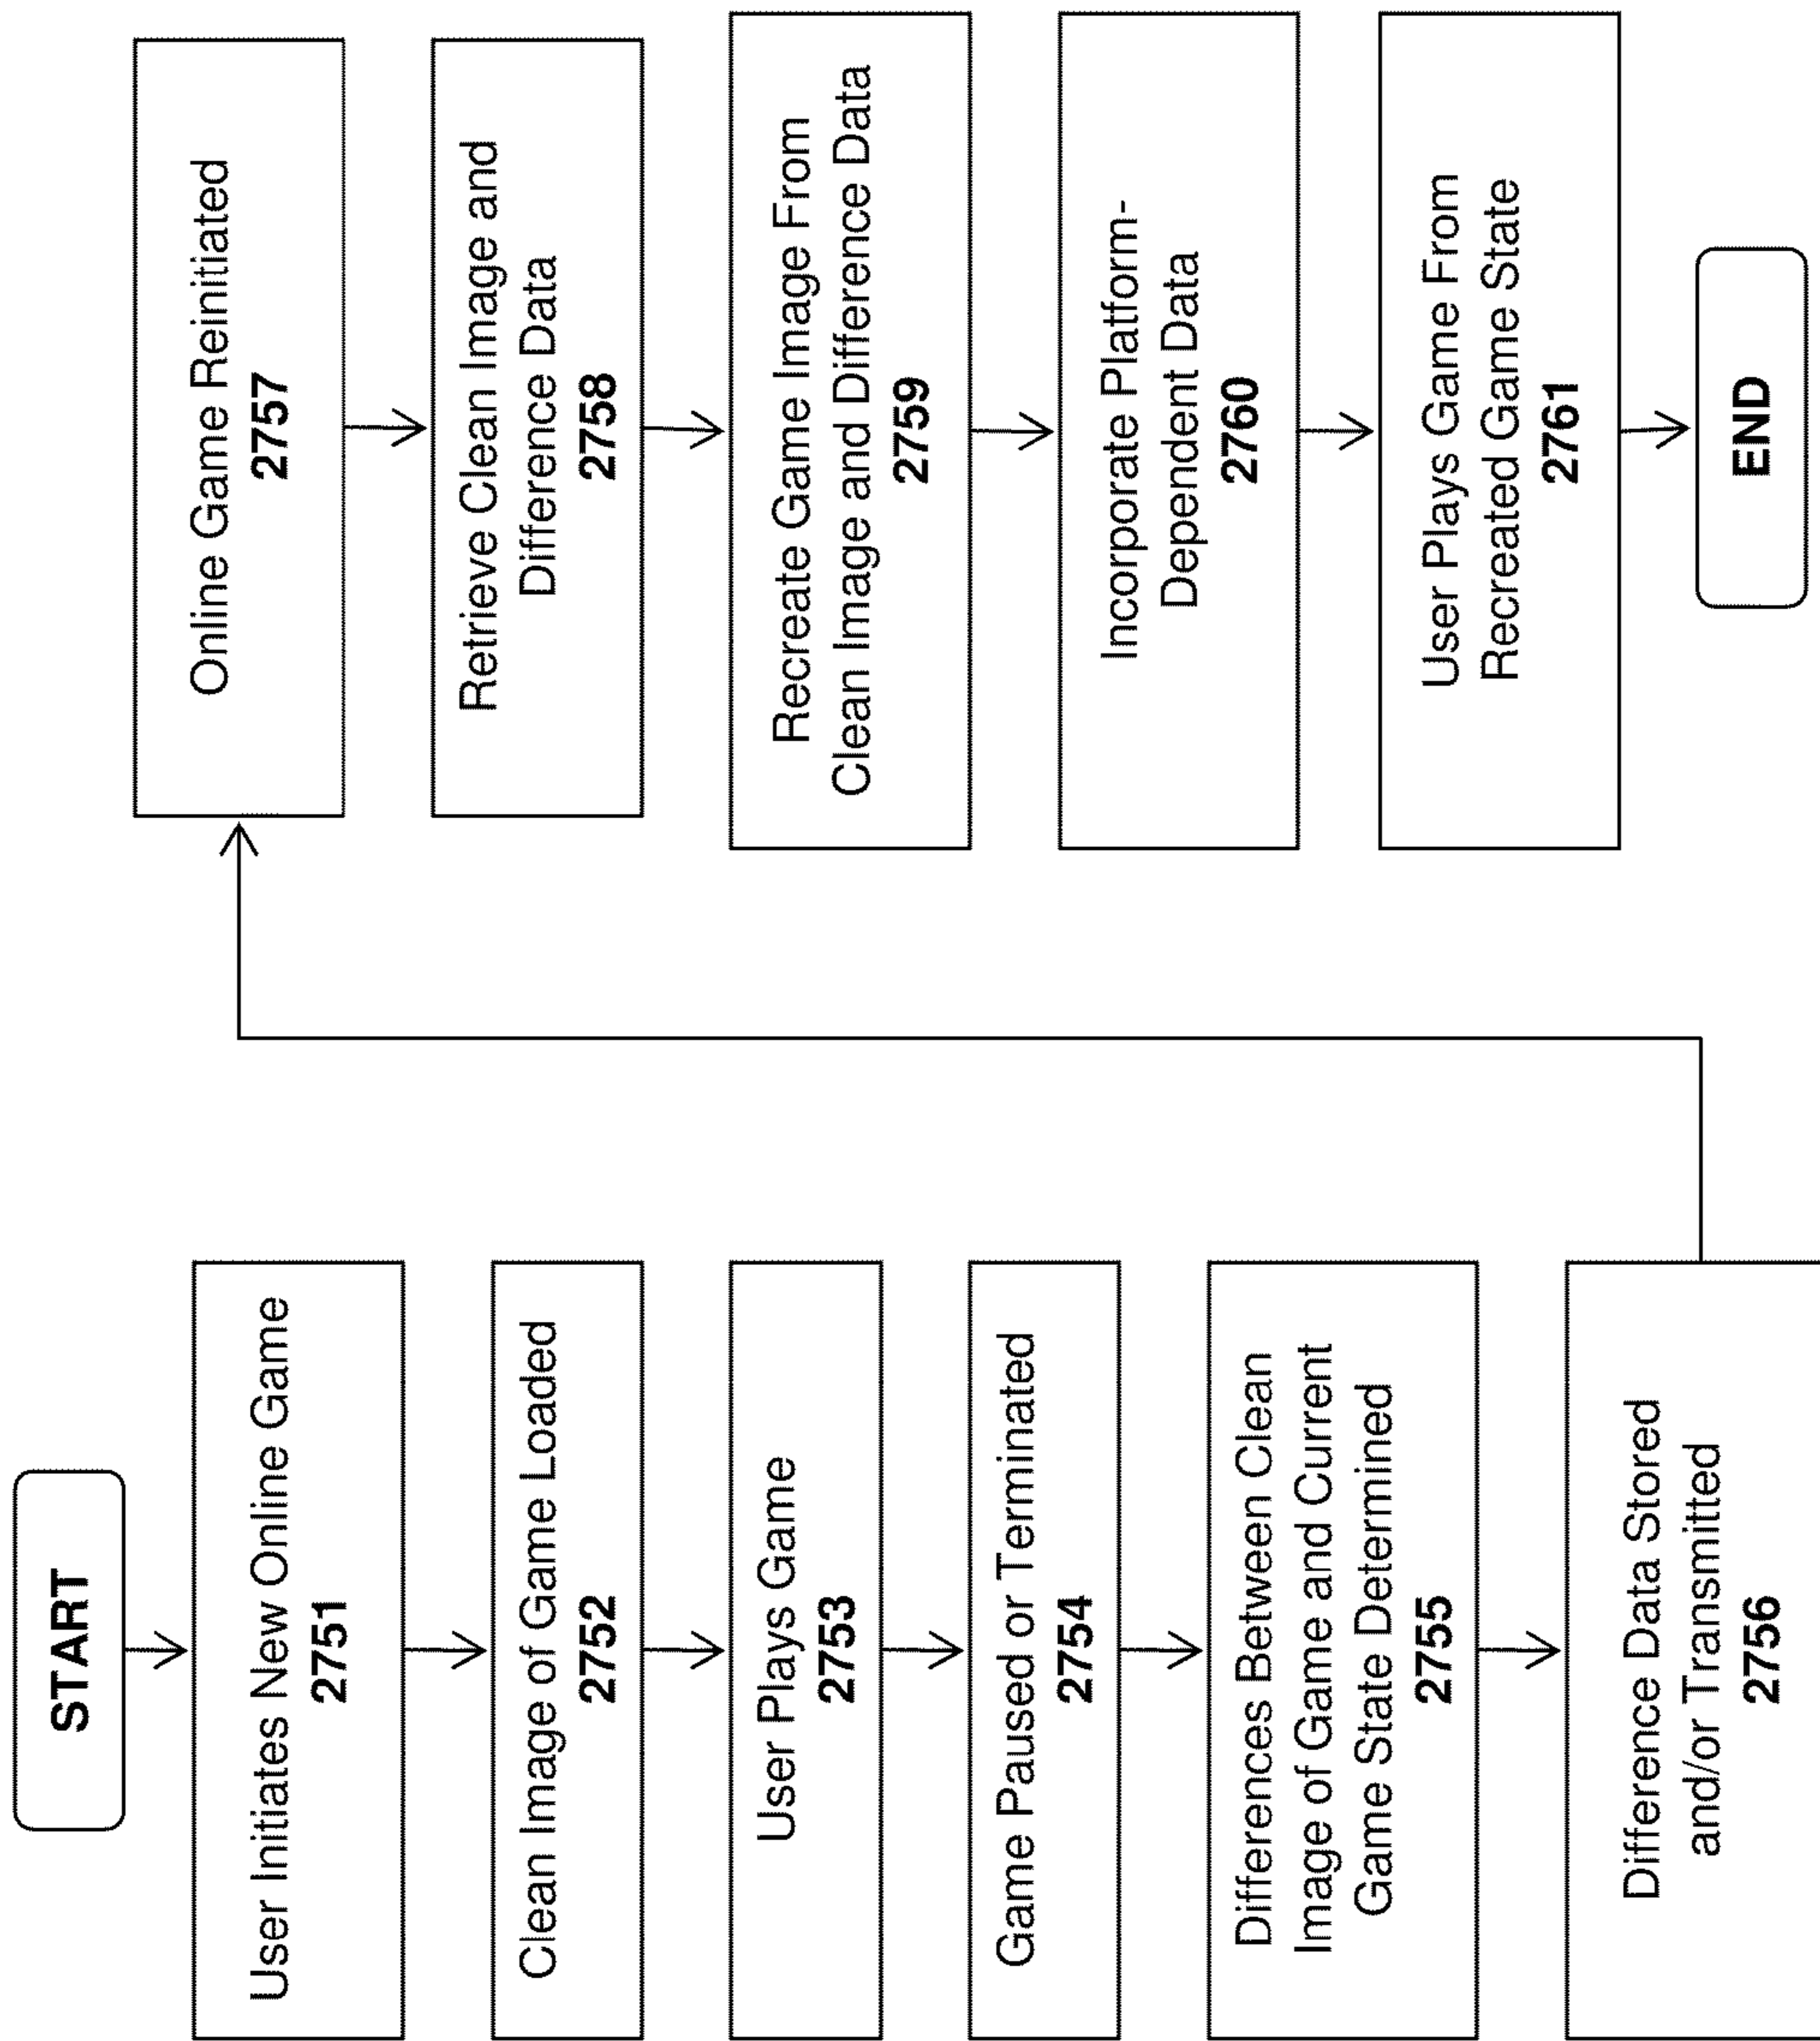 START
User Initiates New Online Game
2751
Clean Image of Game Loaded
2752
User Plays Game
2753
Game Paused or Terminated
2754
Differences Between Clean
Image of Game and Current
Game State Determined
2755
Difference Data Stored
and/or Transmitted
2756
Online Game Reinitiated
2757
Retrieve Clean Image and
Difference Data
2758
Recreate Game Image From
Clean Image and Difference Data
2759
Incorporate Platform-
Dependent Data
2760
User Plays Game From
Recreated Game State
2761
END